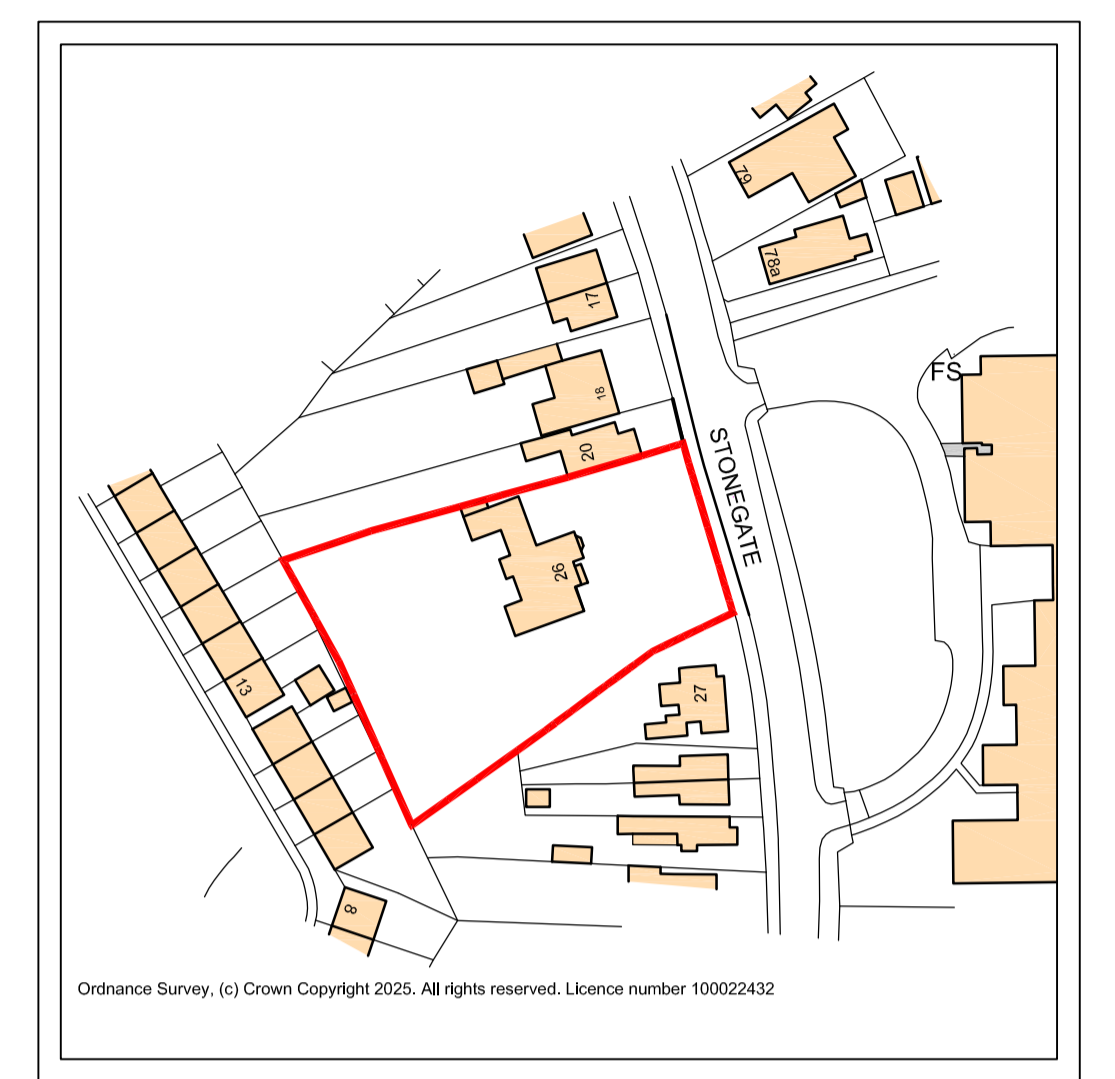 79
78a
17
FS
18
20
STONEGATE
26
13
27
8
Ordnance Survey, (c) Crown Copyright 2025. All rights reserved. Licence number 100022432